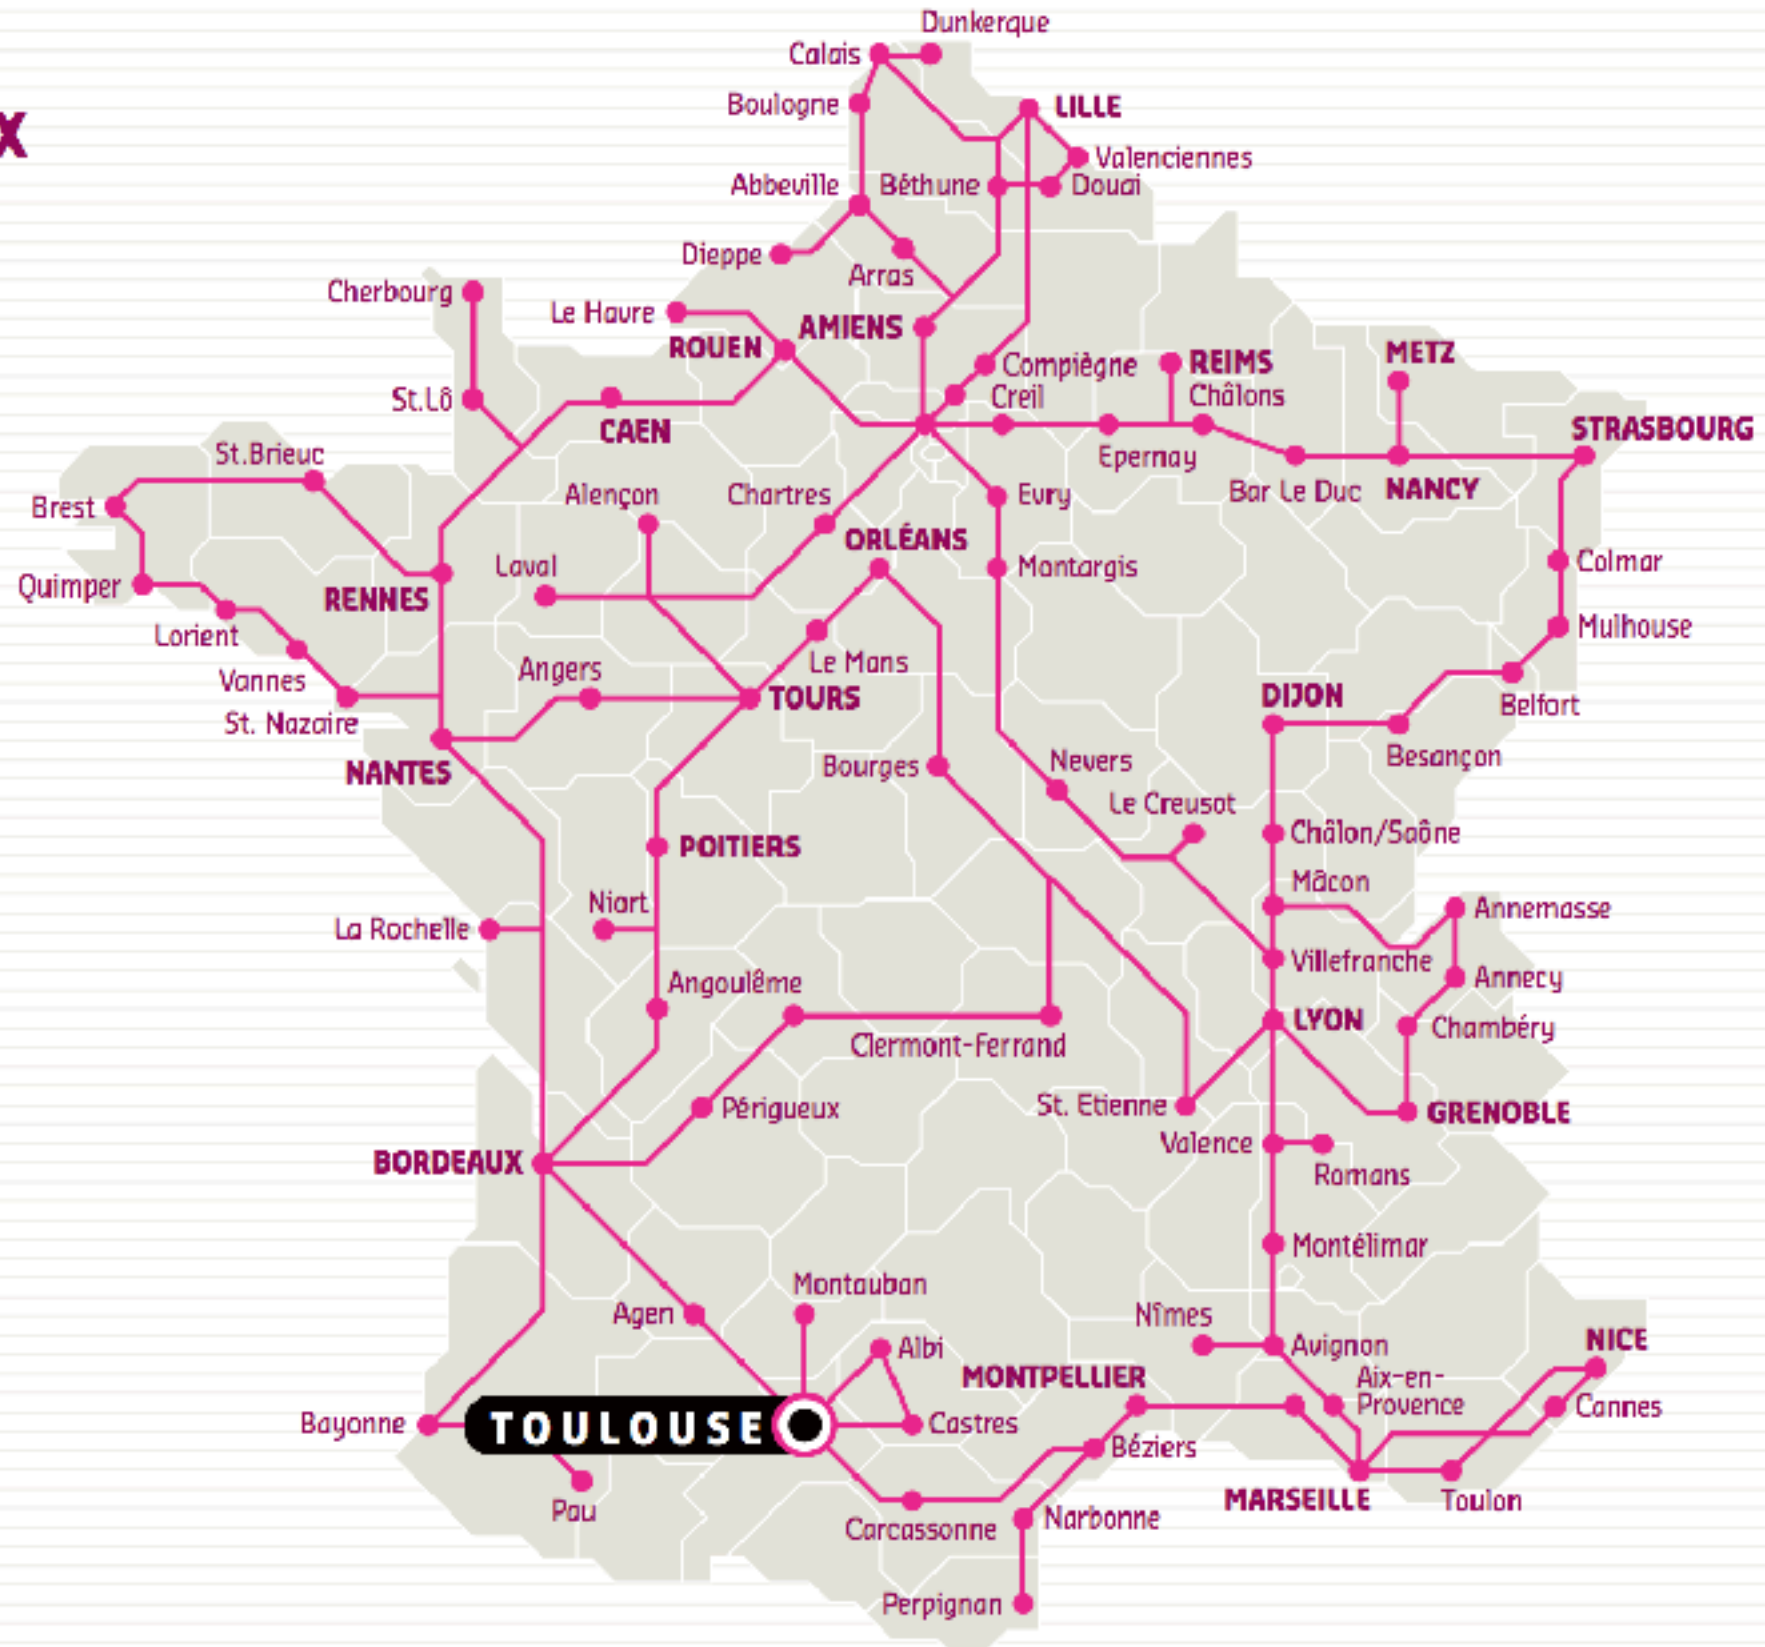 Dunkerque
Calais
Boulogne
LILLE
X
Valenciennes
Abbeville
Béthune
Douai
Dieppe
Arras
Cherbourg
Le Havre
AMIENS
ROUEN
Compiègne
REIMS
METZ
St.Lô
Creil
Châlons
CAEN
STRASBOURG
St.Brieuc
Epernay
Alençon
Chartres
Evry
Bar Le Duc
NANCY
Brest
ORLÉANS
Laval
Montargis
Colmar
Quimper
RENNES
Lorient
Mulhouse
Angers
Le Mans
Vannes
TOURS
DIJON
Belfort
St. Nazaire
Besançon
NANTES
Bourges
Nevers
Le Creusot
POITIERS
Châlon/Saône
Mâcon
Niart
Annemasse
La Rochelle
Villefranche
Angoulême
Annecy
LYON
Chambéry
Clermont-Ferrand
Périgueux
St. Etienne
GRENOBLE
Valence
BORDEAUX
Romans
Montélimar
Montauban
Agen
Nîmes
Albi
Avignon
NICE
MONTPELLIER
Aix-en-
Provence
Cannes
Bayonne
TOULOUSE
Castres
Béziers
Pau
MARSEILLE
Toulon
Carcassonne
Narbonne
Perpignan